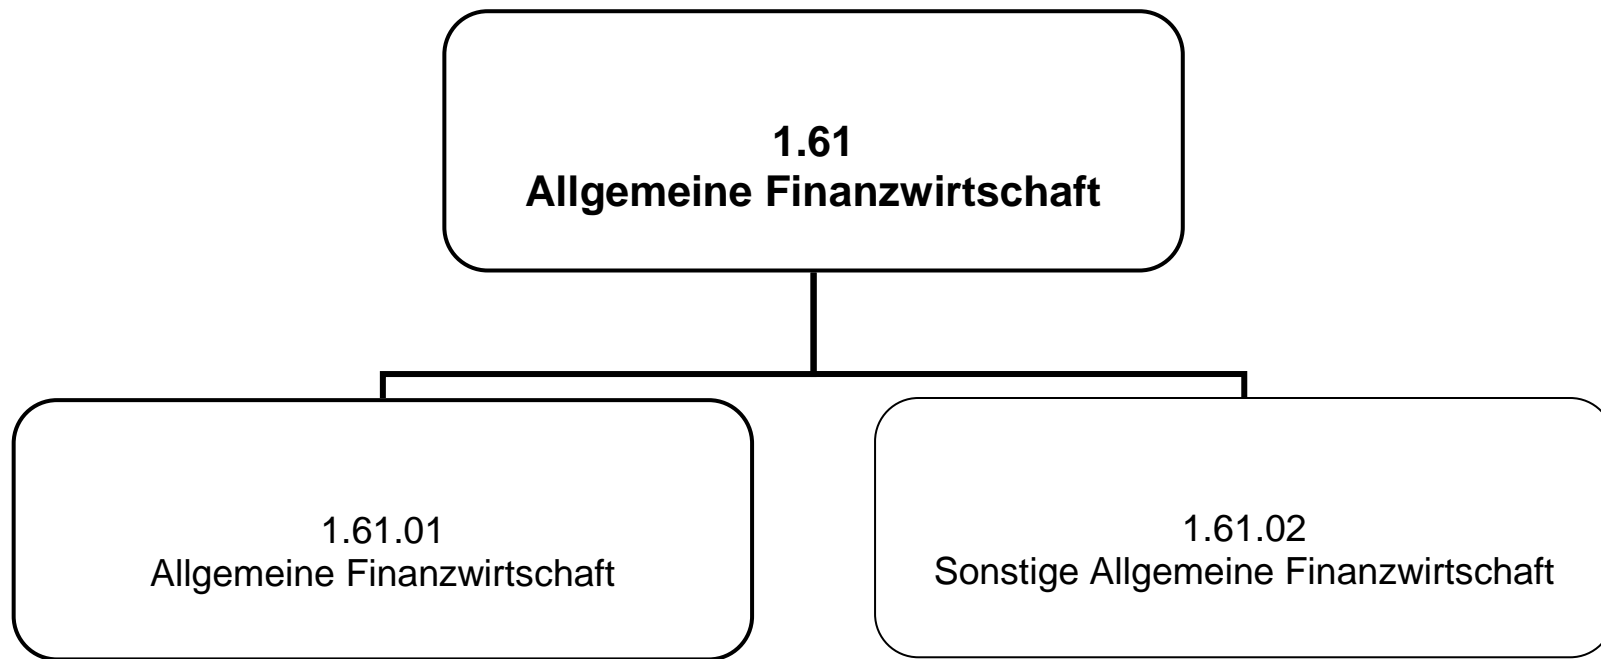 1.61
Allgemeine Finanzwirtschaft
1.61.01
Allgemeine Finanzwirtschaft
1.61.02
Sonstige Allgemeine Finanzwirtschaft